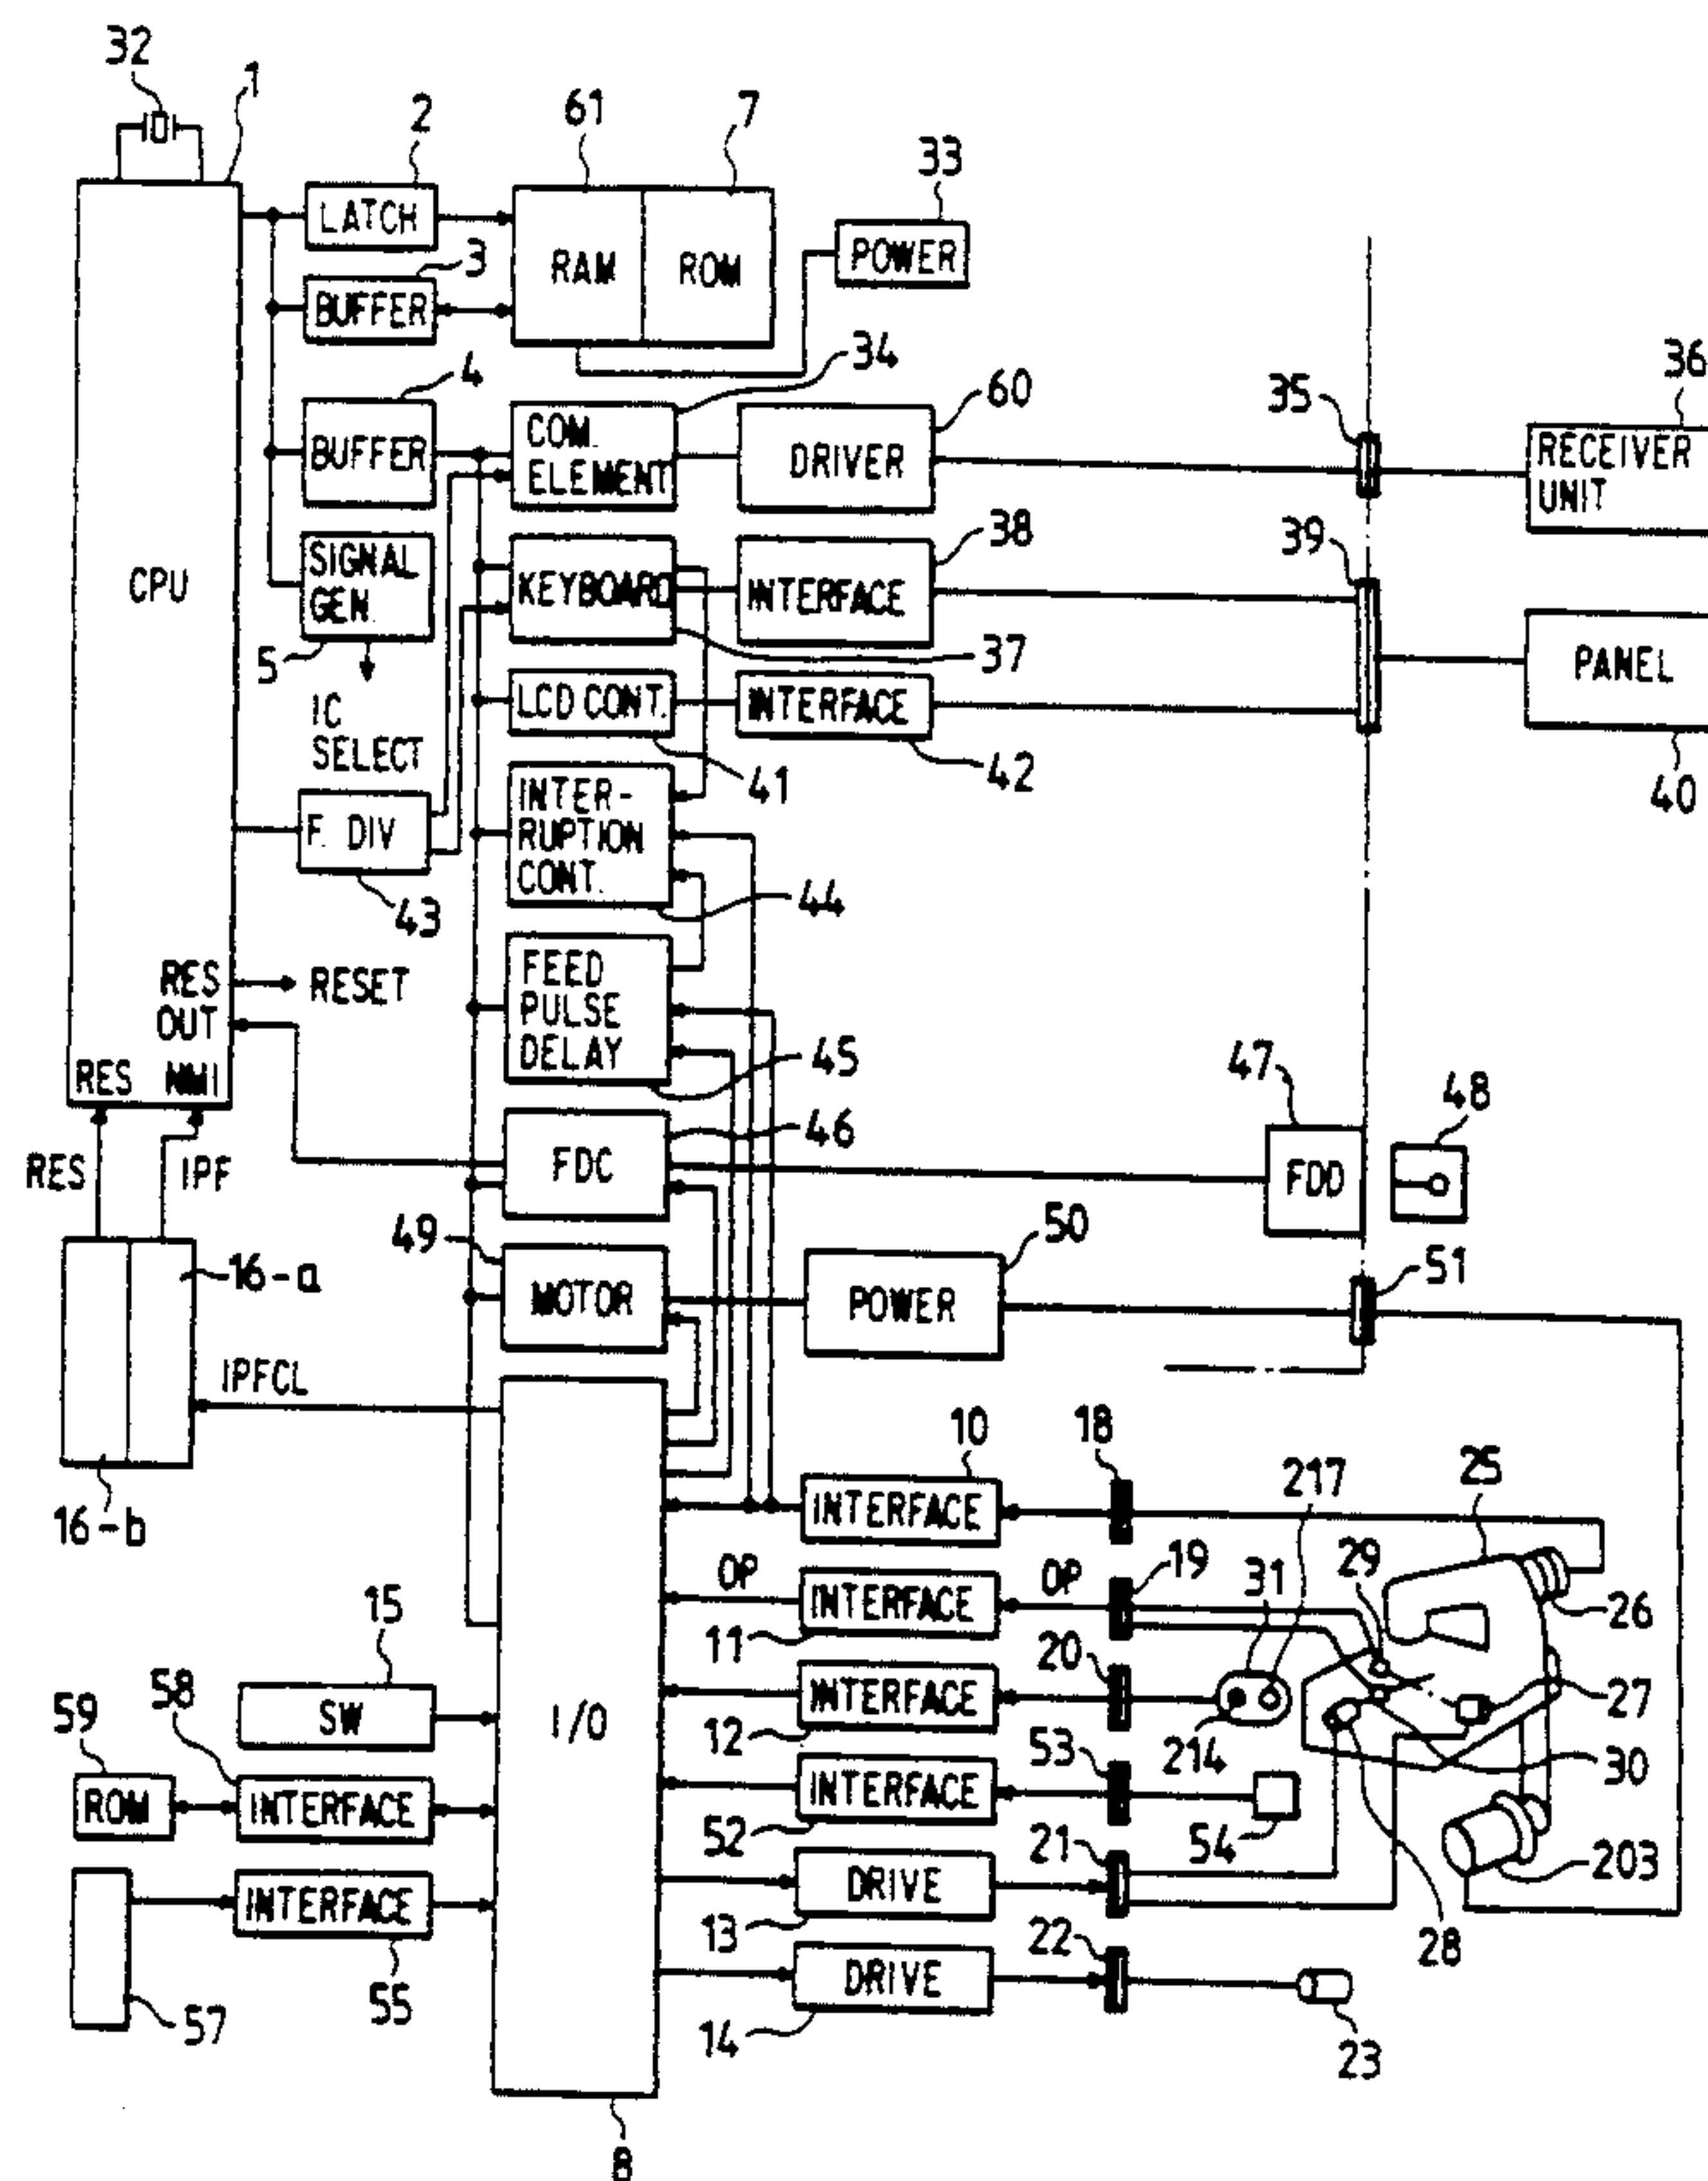 32
1
2
61
7
33
LATCH
RAM
ROM
POWER
3
BUFFER
34
4
60
35
36
BUFFER
COM.
ELEMENT
DRIVER
RECEIVER
UNIT
CPU
SIGNAL
GEN.
5
IC
SELECT
KEYBOARD
INTERFACE
38
39
37
PANEL
40
LCD CONT.
INTERFACE
41
42
F. DIV
43
INTER-
RUPTION
CONT.
44
RES
OUT
RESET
FEED
PULSE
DELAY
45
RES
NMI
RES
IPF
46
FDC
47
FDD
48
49
MOTOR
50
POWER
51
16-a
16-b
IPFCL
10
INTERFACE
18
217
25
OP
INTERFACE
11
OP
19
31
29
26
15
SW
I/O
INTERFACE
12
20
214
27
30
59
ROM
58
INTERFACE
INTERFACE
52
53
54
203
57
INTERFACE
55
DRIVE
13
21
28
DRIVE
14
22
23
8